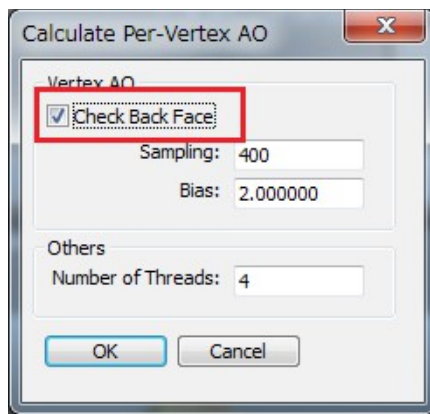 Calculate Per-Vertex AO
Vertex AO
Check Back Face
Sampling: 400
Bias: 2.000000
Others
Number of Threads: 4
OK Cancel